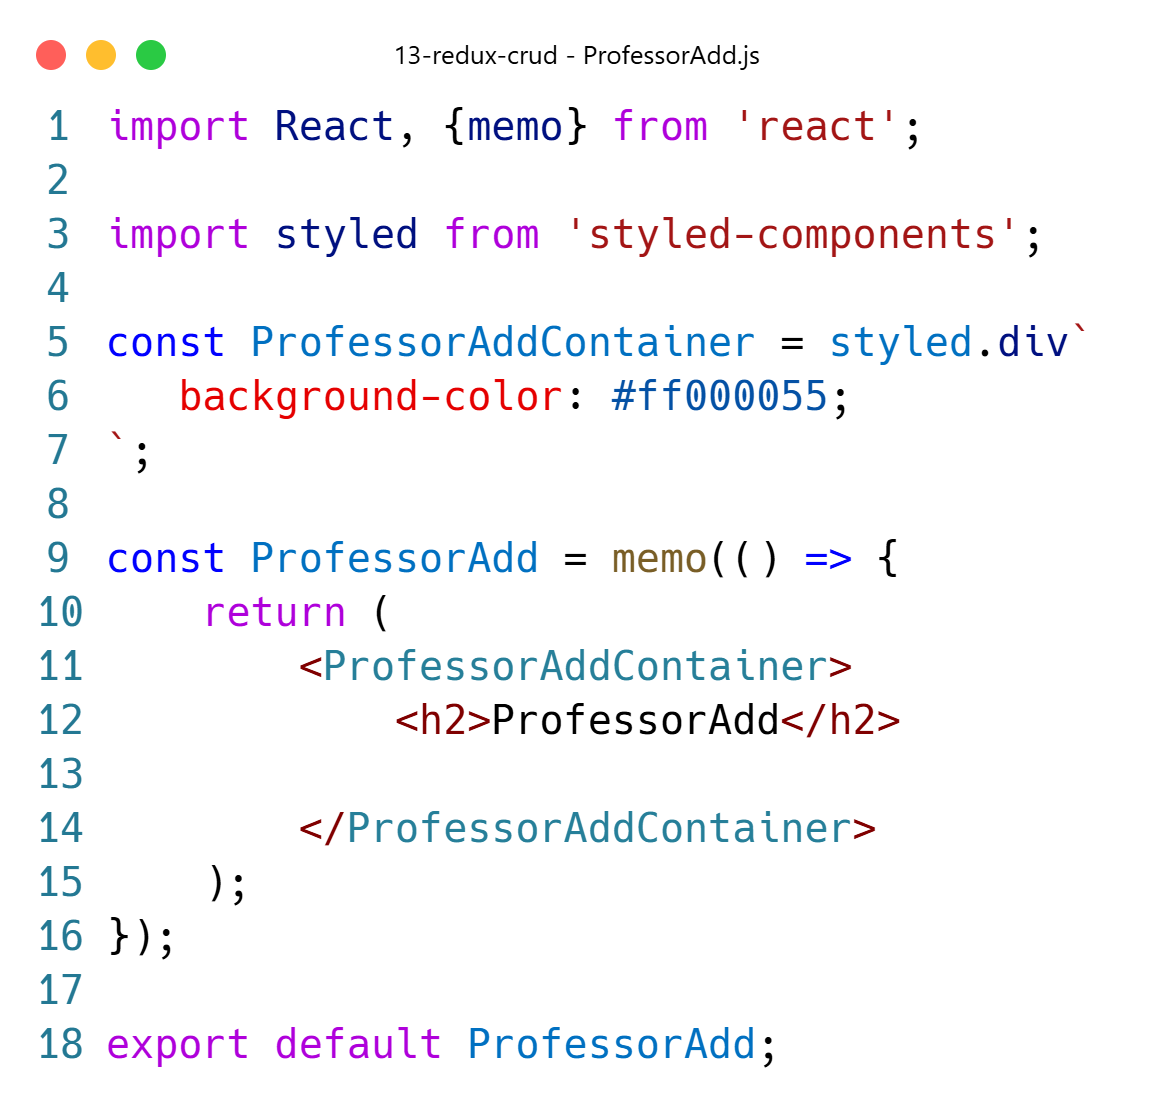 13-redux-crud - ProfessorAdd.js
1 import React, {memo} from 'react';
2
3 import styled from 'styled-components';
4
5 const ProfessorAddContainer = styled.div`
6    background-color: #ff000055;
7 `;
8
9 const ProfessorAdd = memo(() => {
10     return (
11         <ProfessorAddContainer>
12             <h2>ProfessorAdd</h2>
13
14         </ProfessorAddContainer>
15     );
16 });
17
18 export default ProfessorAdd;